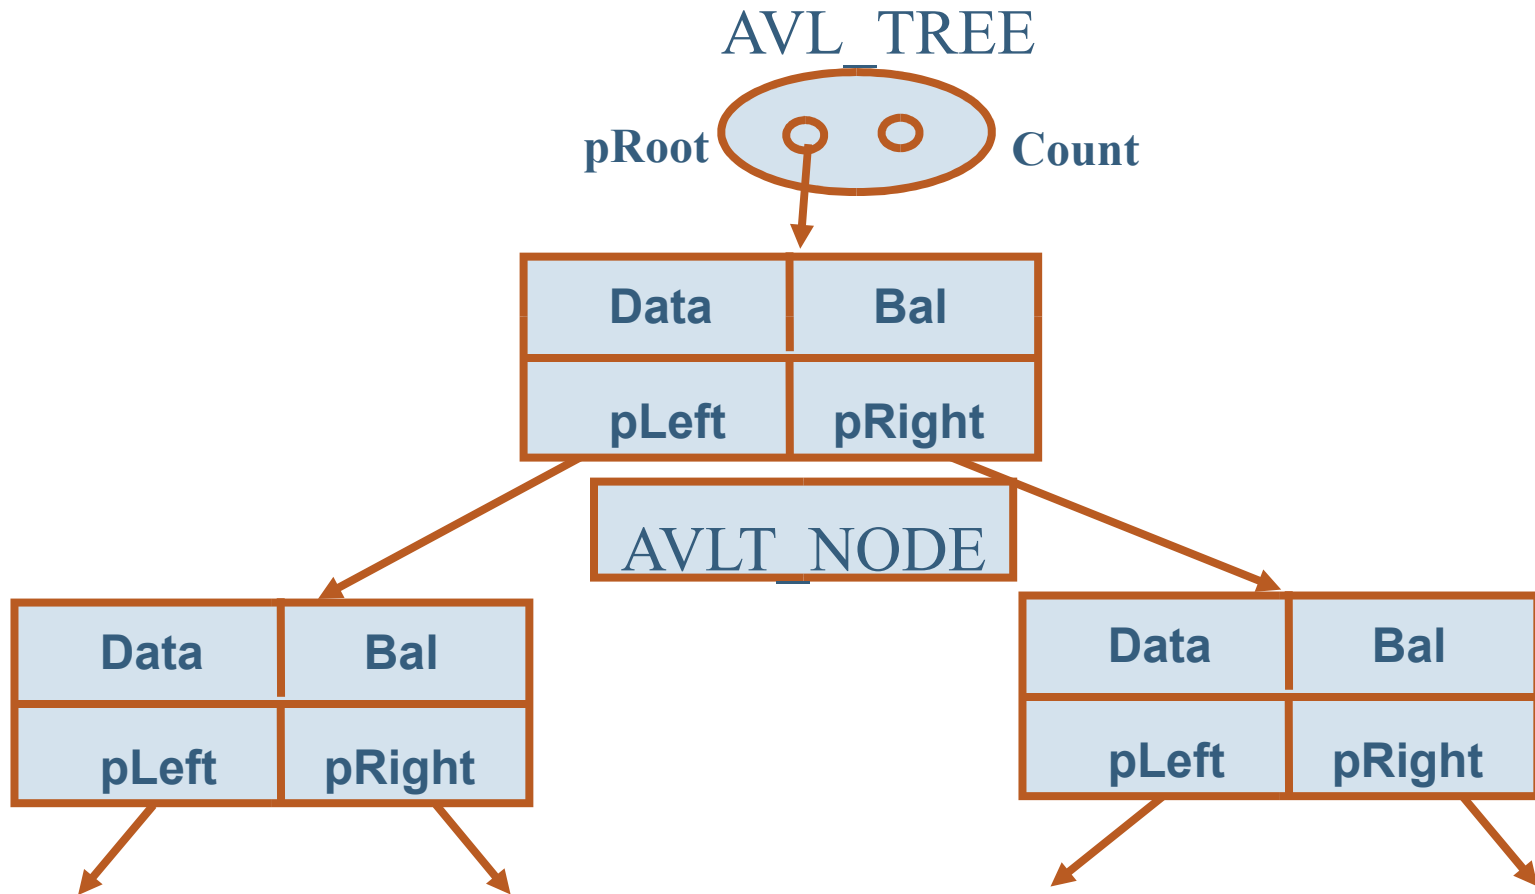 AVL_TREE
pRoot Count
Data Bal
pLeft pRight
AVLT_NODE
Data Bal
pLeft pRight
Data Bal
pLeft pRight